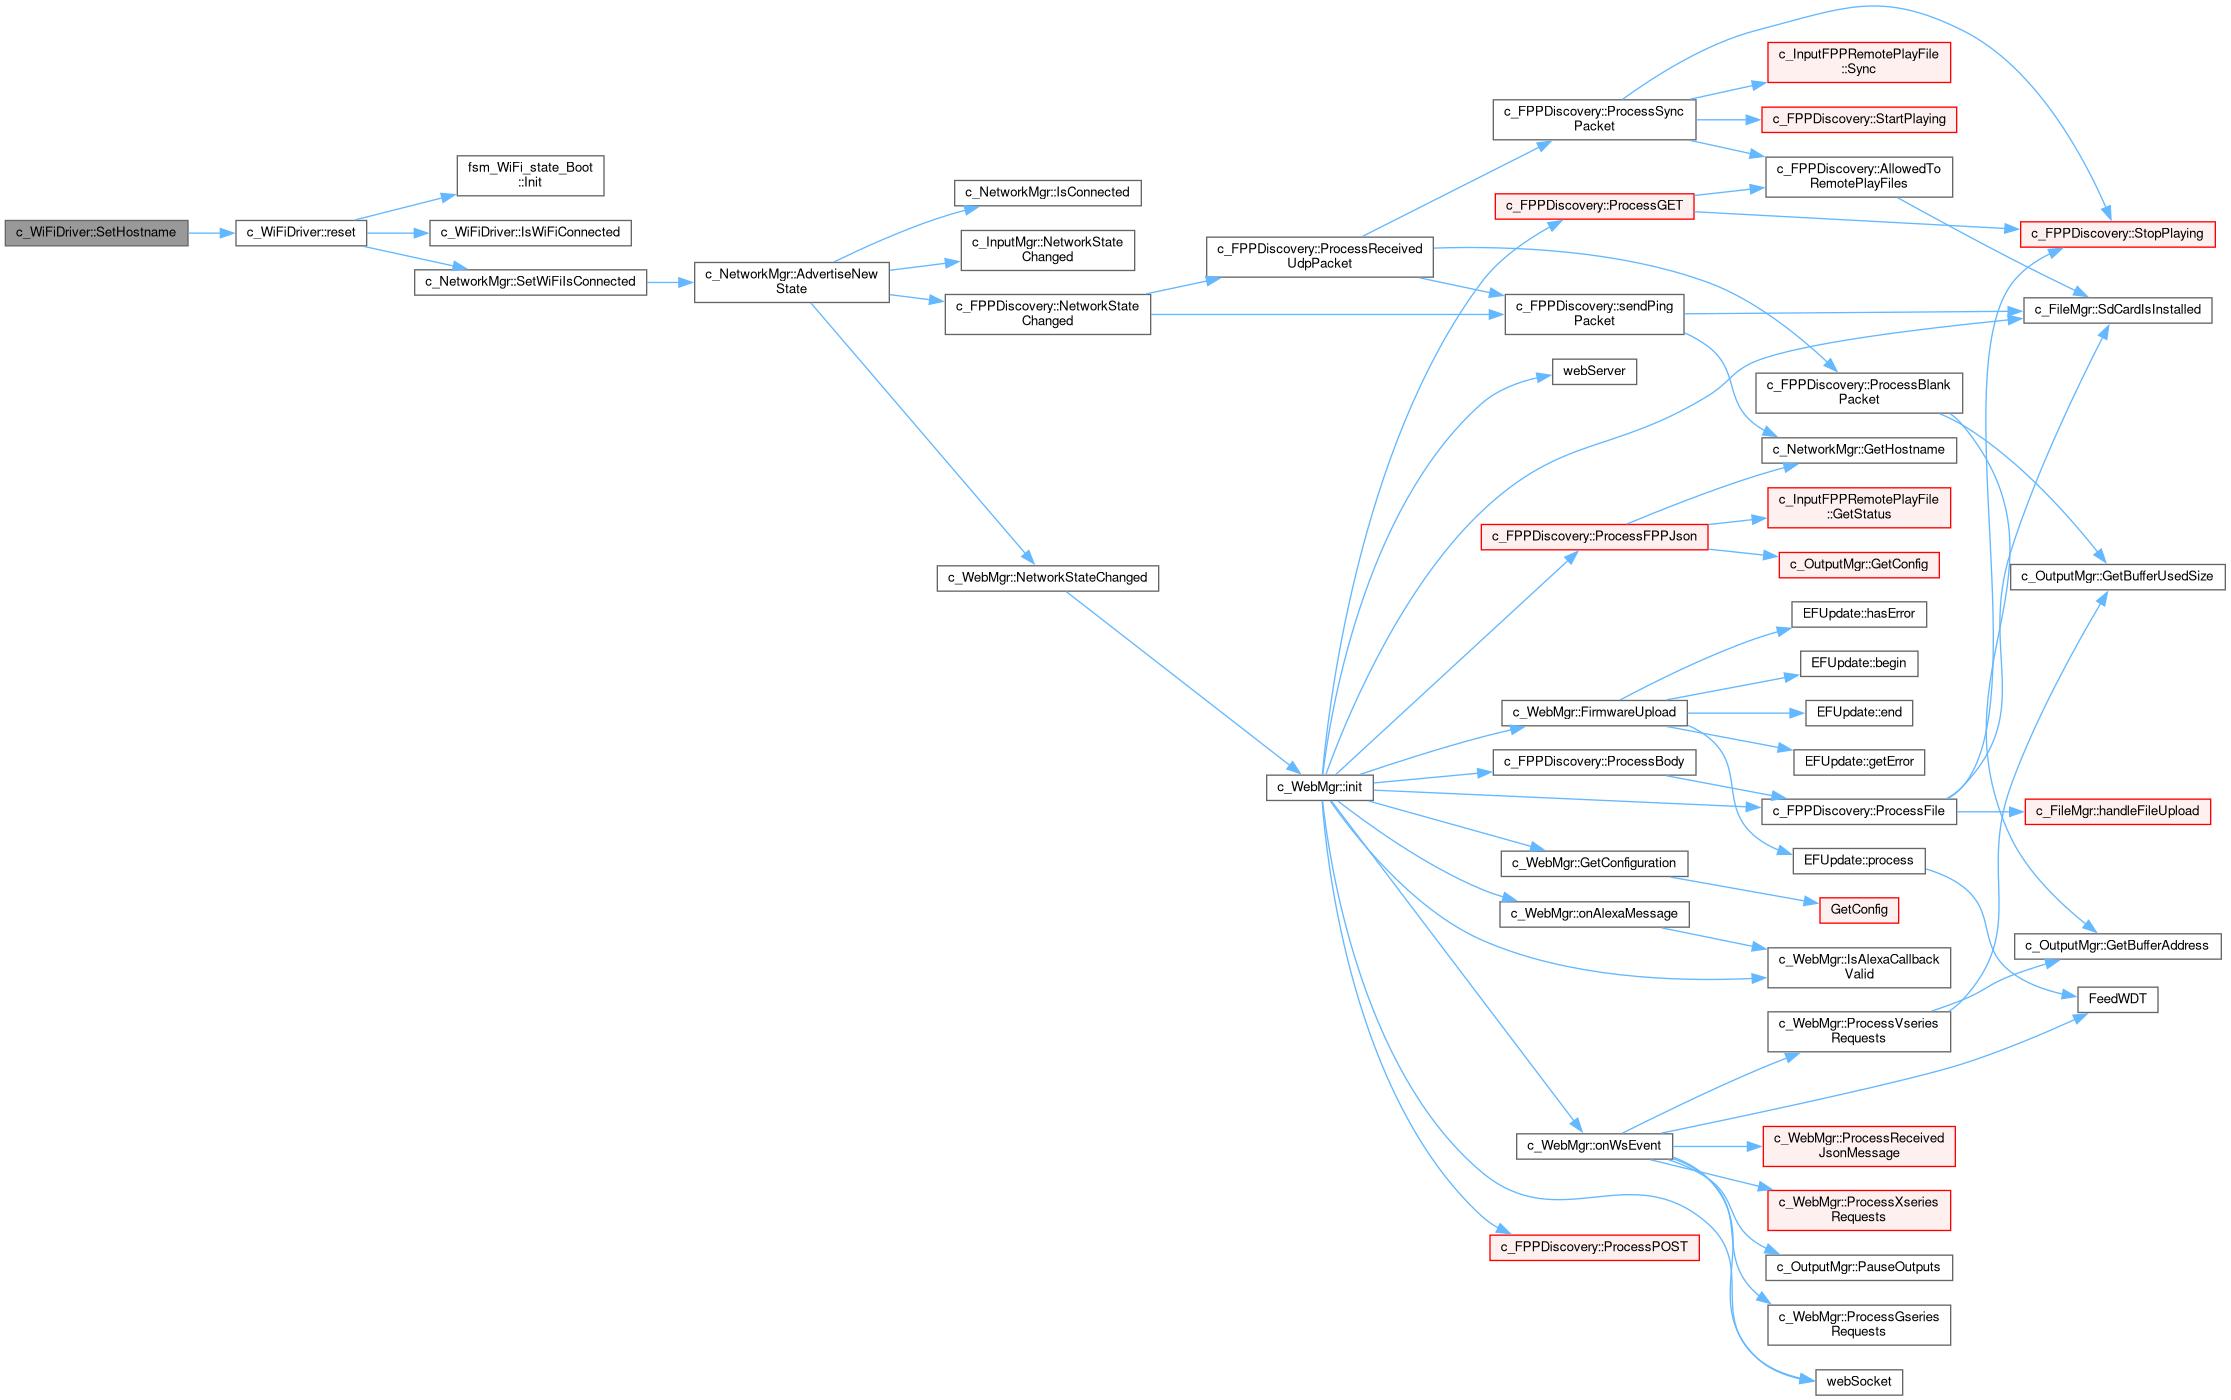 c_WiFiDriver::SetHostname
c_WiFiDriver::reset
fsm_WiFi_state_Boot
::Init
c_WiFiDriver::IsWiFiConnected
c_NetworkMgr::SetWiFiIsConnected
c_NetworkMgr::AdvertiseNew
State
c_NetworkMgr::IsConnected
c_InputMgr::NetworkState
Changed
c_FPPDiscovery::NetworkState
Changed
c_WebMgr::NetworkStateChanged
webServer
c_FPPDiscovery::ProcessReceived
UdpPacket
c_WebMgr::init
c_FPPDiscovery::ProcessSync
Packet
c_FPPDiscovery::ProcessGET
c_FPPDiscovery::sendPing
Packet
c_FPPDiscovery::ProcessFPPJson
c_WebMgr::FirmwareUpload
c_FPPDiscovery::ProcessBody
c_WebMgr::GetConfiguration
c_WebMgr::onAlexaMessage
c_WebMgr::onWsEvent
c_FPPDiscovery::ProcessPOST
c_InputFPPRemotePlayFile
::Sync
c_FPPDiscovery::StartPlaying
c_FPPDiscovery::AllowedTo
RemotePlayFiles
c_FPPDiscovery::ProcessBlank
Packet
c_NetworkMgr::GetHostname
c_InputFPPRemotePlayFile
::GetStatus
c_OutputMgr::GetConfig
EFUpdate::hasError
EFUpdate::begin
EFUpdate::end
EFUpdate::getError
c_FPPDiscovery::ProcessFile
EFUpdate::process
GetConfig
c_WebMgr::IsAlexaCallback
Valid
c_WebMgr::ProcessVseries
Requests
c_WebMgr::ProcessReceived
JsonMessage
c_WebMgr::ProcessXseries
Requests
c_OutputMgr::PauseOutputs
c_WebMgr::ProcessGseries
Requests
webSocket
c_FPPDiscovery::StopPlaying
c_FileMgr::SdCardIsInstalled
c_OutputMgr::GetBufferUsedSize
c_FileMgr::handleFileUpload
c_OutputMgr::GetBufferAddress
FeedWDT